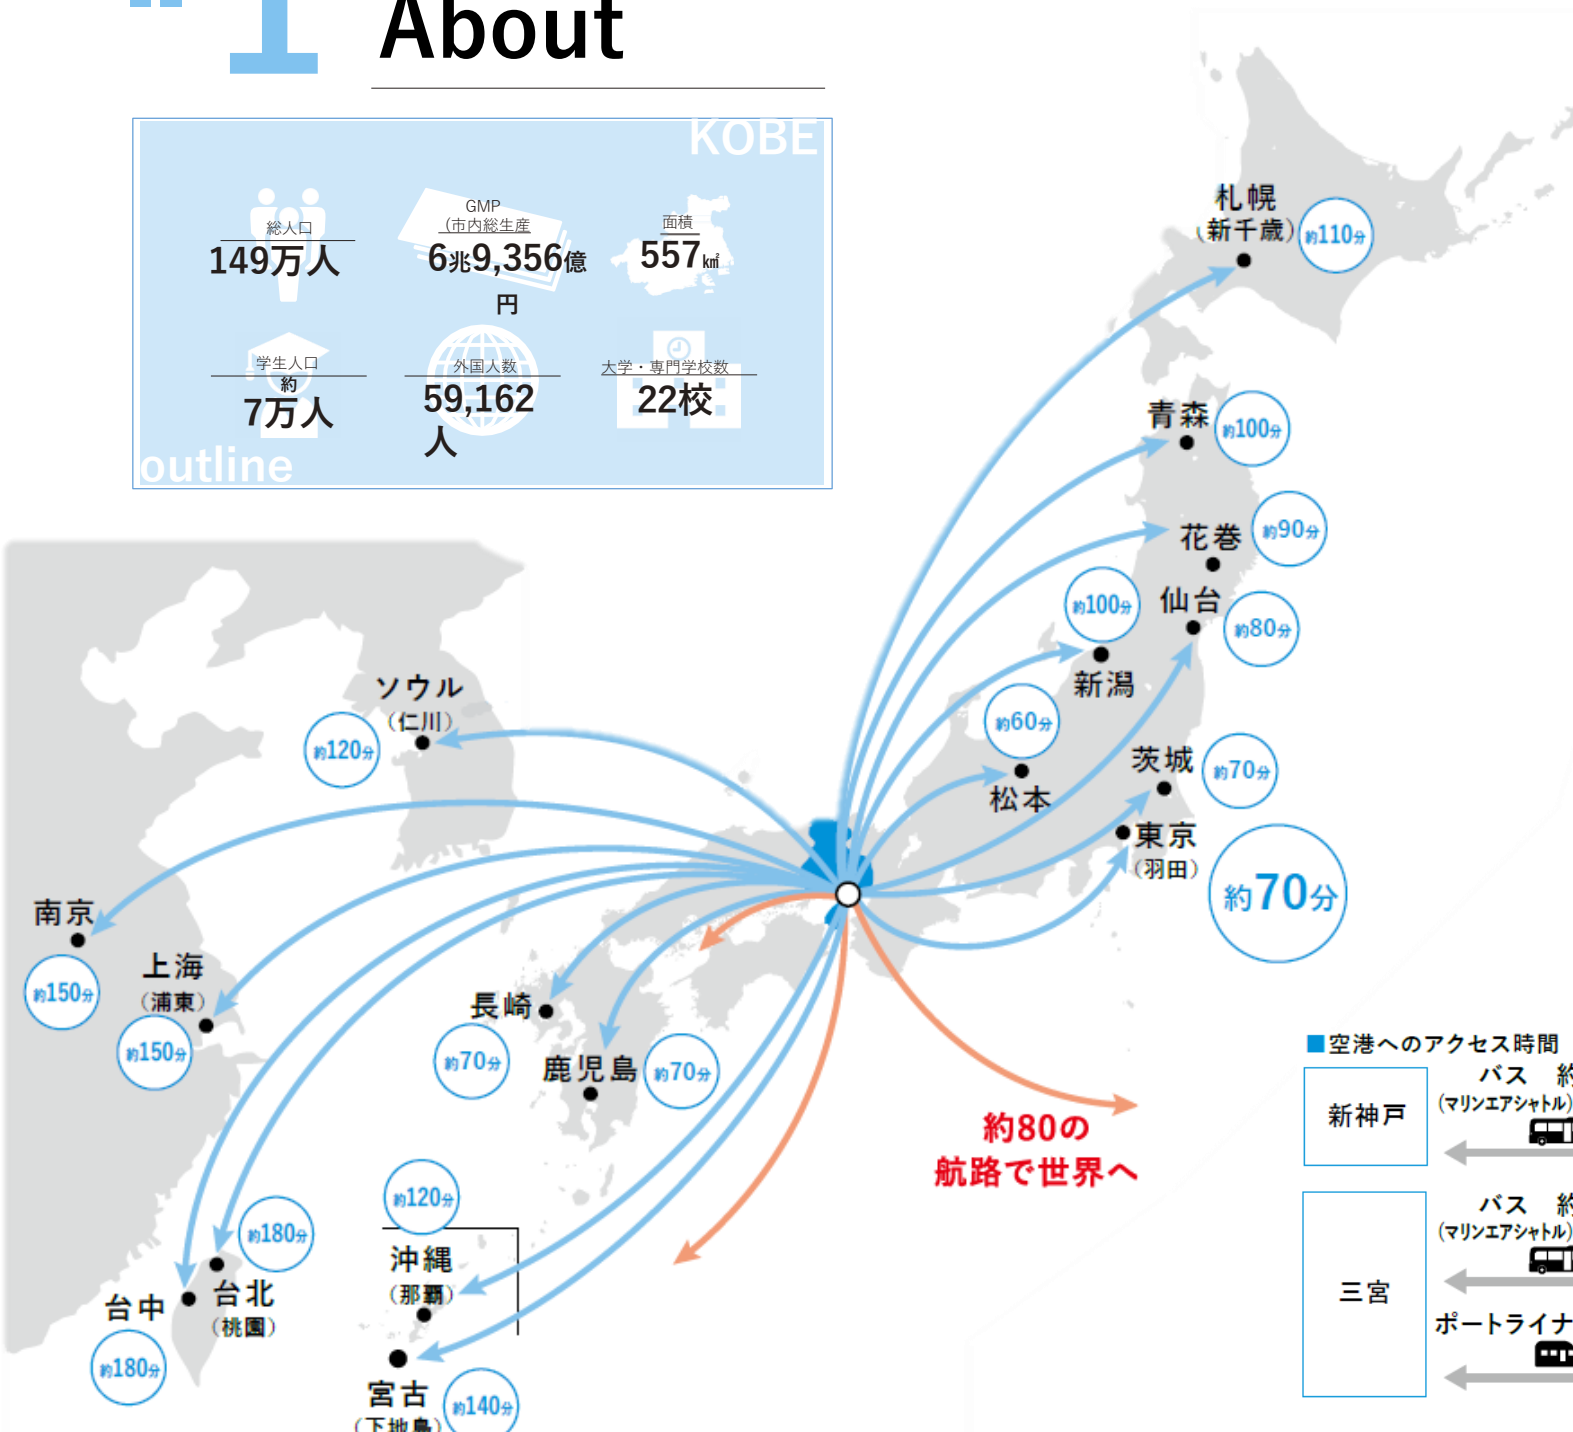 "1
About
KOBE
総人口
149万人
GMP
(市内総生産
6兆9,356億
円
面積
557㎢
学生人口
約
7万人
外国人数
59,162
人
大学・専門学校数
22校
outline
札幌
(新千歳)
約110分
青森
約100分
花巻
約90分
仙台
約80分
約100分
新潟
約60分
松本
茨城
約70分
東京
(羽田)
約70分
ソウル
(仁川)
約120分
南京
約150分
上海
(浦東)
約150分
長崎
約70分
鹿児島
約70分
約80の
航路で世界へ
約120分
沖縄
(那覇)
宮古
(下地島)
約140分
約180分
台北
(桃園)
台中
約180分
■空港へのアクセス時間
新神戸
バス 約
(マリンエアシャトル)
三宮
バス 約
(マリンエアシャトル)
ポートライナ